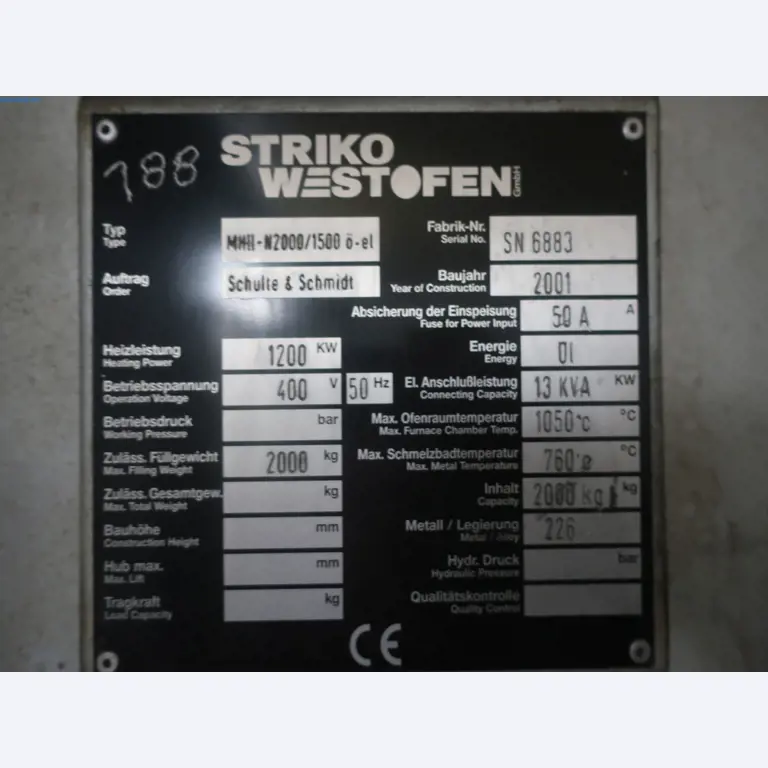 188
STRIKO
WESTOFEN GmbH
Typ
Type
MHII-N2000/1500 ö-el
Fabrik-Nr.
Serial No.
SN 6883
Auftrag
Order
Schulte & Schmidt
Baujahr
Year of Construction
2001
Absicherung der Einspeisung
Fuse for Power Input
50 A A
Heizleistung
Heating Power
1200 KW
Energie
Energy
Öl
Betriebsspannung
Operation Voltage
400 V 50 Hz
El. Anschlußleistung
Connecting Capacity
13 KVA KW
Betriebsdruck
Working Pressure
bar
Max. Ofenraumtemperatur
Max. Furnace Chamber Temp.
1050°C °C
Zuläss. Füllgewicht
Max. Filling Weight
2000 kg
Max. Schmelzbadtemperatur
Max. Metal Temperature
760 °C
Zuläss. Gesamtgew.
Max. Total Weight
kg
Inhalt
Capacity
2000 kg kg
Bauhöhe
Construction Height
mm
Metall / Legierung
Metal / Alloy
226
Hub max.
Max. Lift
mm
Hydr. Druck
Hydraulic Pressure
bar
Tragkraft
Load Capacity
kg
Qualitätskontrolle
Quality Control
CE